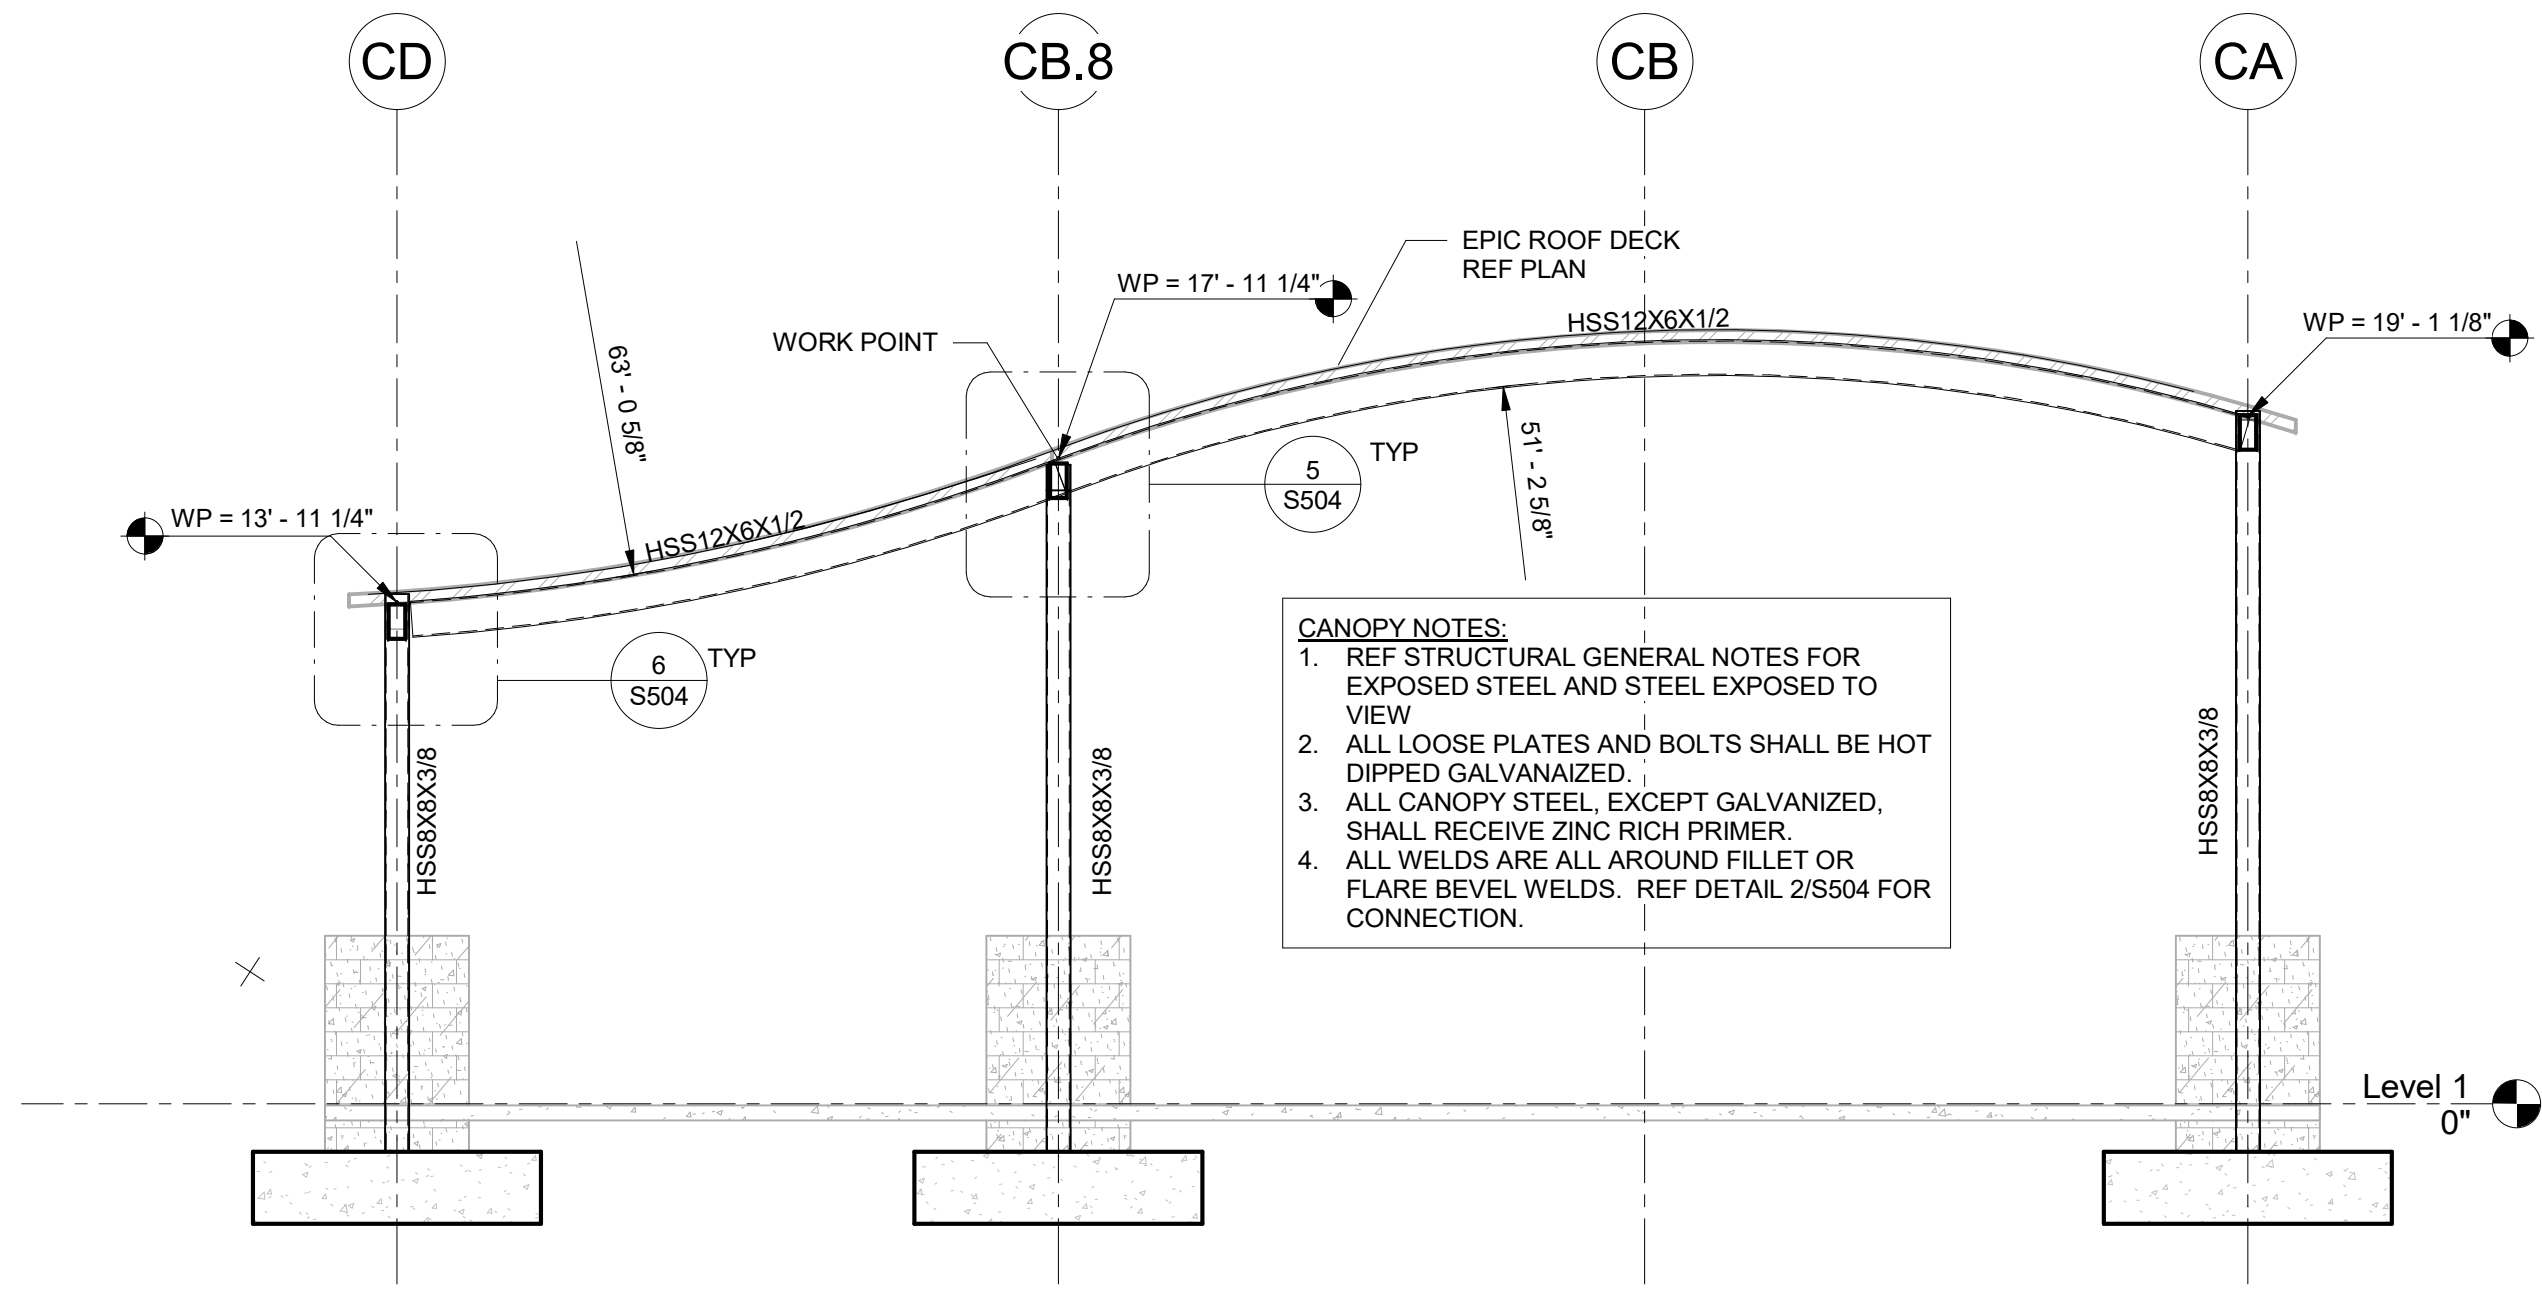 CD
CB.8
CB
CA
EPIC ROOF DECK
REF PLAN
WP = 17' - 11 1/4"
HSS12X6X1/2
WP = 19' - 1 1/8"
WORK POINT
63' - 0 5/8"
51' - 2 5/8"
TYP
5
S504
WP = 13' - 11 1/4"
HSS12X6X1/2
6
S504
TYP
CANOPY NOTES:
1. REF STRUCTURAL GENERAL NOTES FOR
EXPOSED STEEL AND STEEL EXPOSED TO
VIEW
2. ALL LOOSE PLATES AND BOLTS SHALL BE HOT
DIPPED GALVANAIZED.
3. ALL CANOPY STEEL, EXCEPT GALVANIZED,
SHALL RECEIVE ZINC RICH PRIMER.
4. ALL WELDS ARE ALL AROUND FILLET OR
FLARE BEVEL WELDS. REF DETAIL 2/S504 FOR
CONNECTION.
HSS8X8X3/8
HSS8X8X3/8
HSS8X8X3/8
Level 1
0"